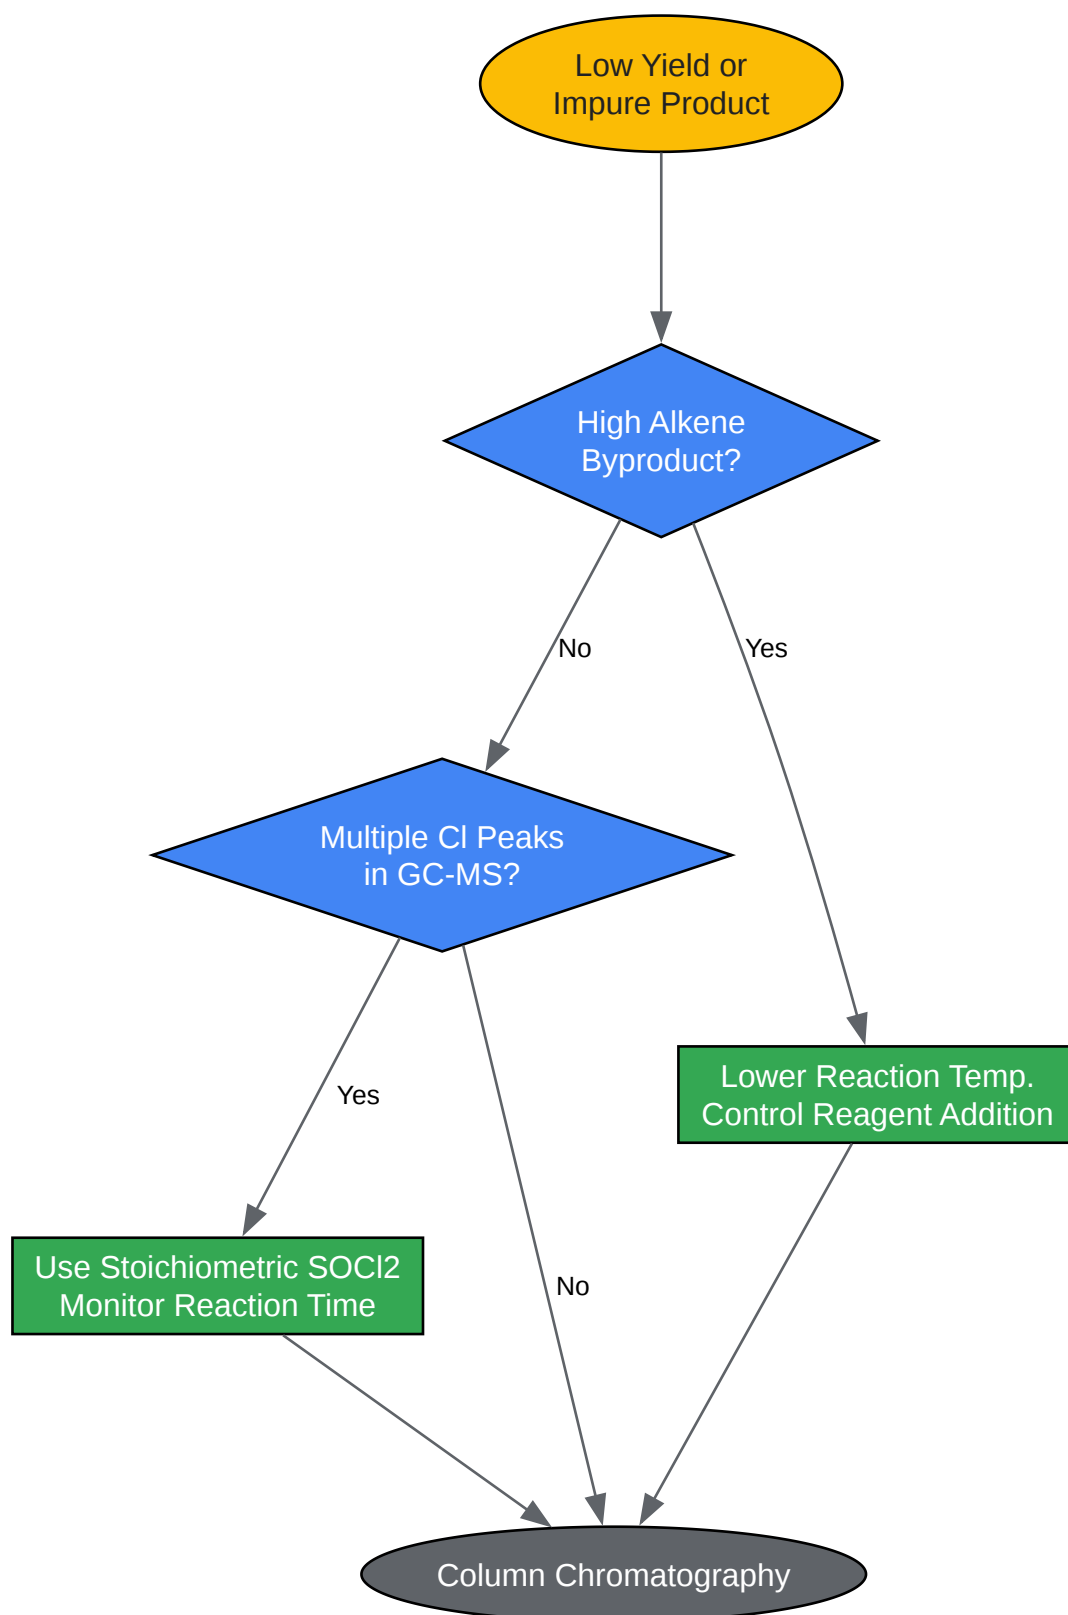 Low Yield or
Impure Product
High Alkene
Byproduct?
No
Yes
Multiple Cl Peaks
in GC-MS?
Yes
Lower Reaction Temp.
Control Reagent Addition
Use Stoichiometric SOCl2
Monitor Reaction Time
No
Column Chromatography